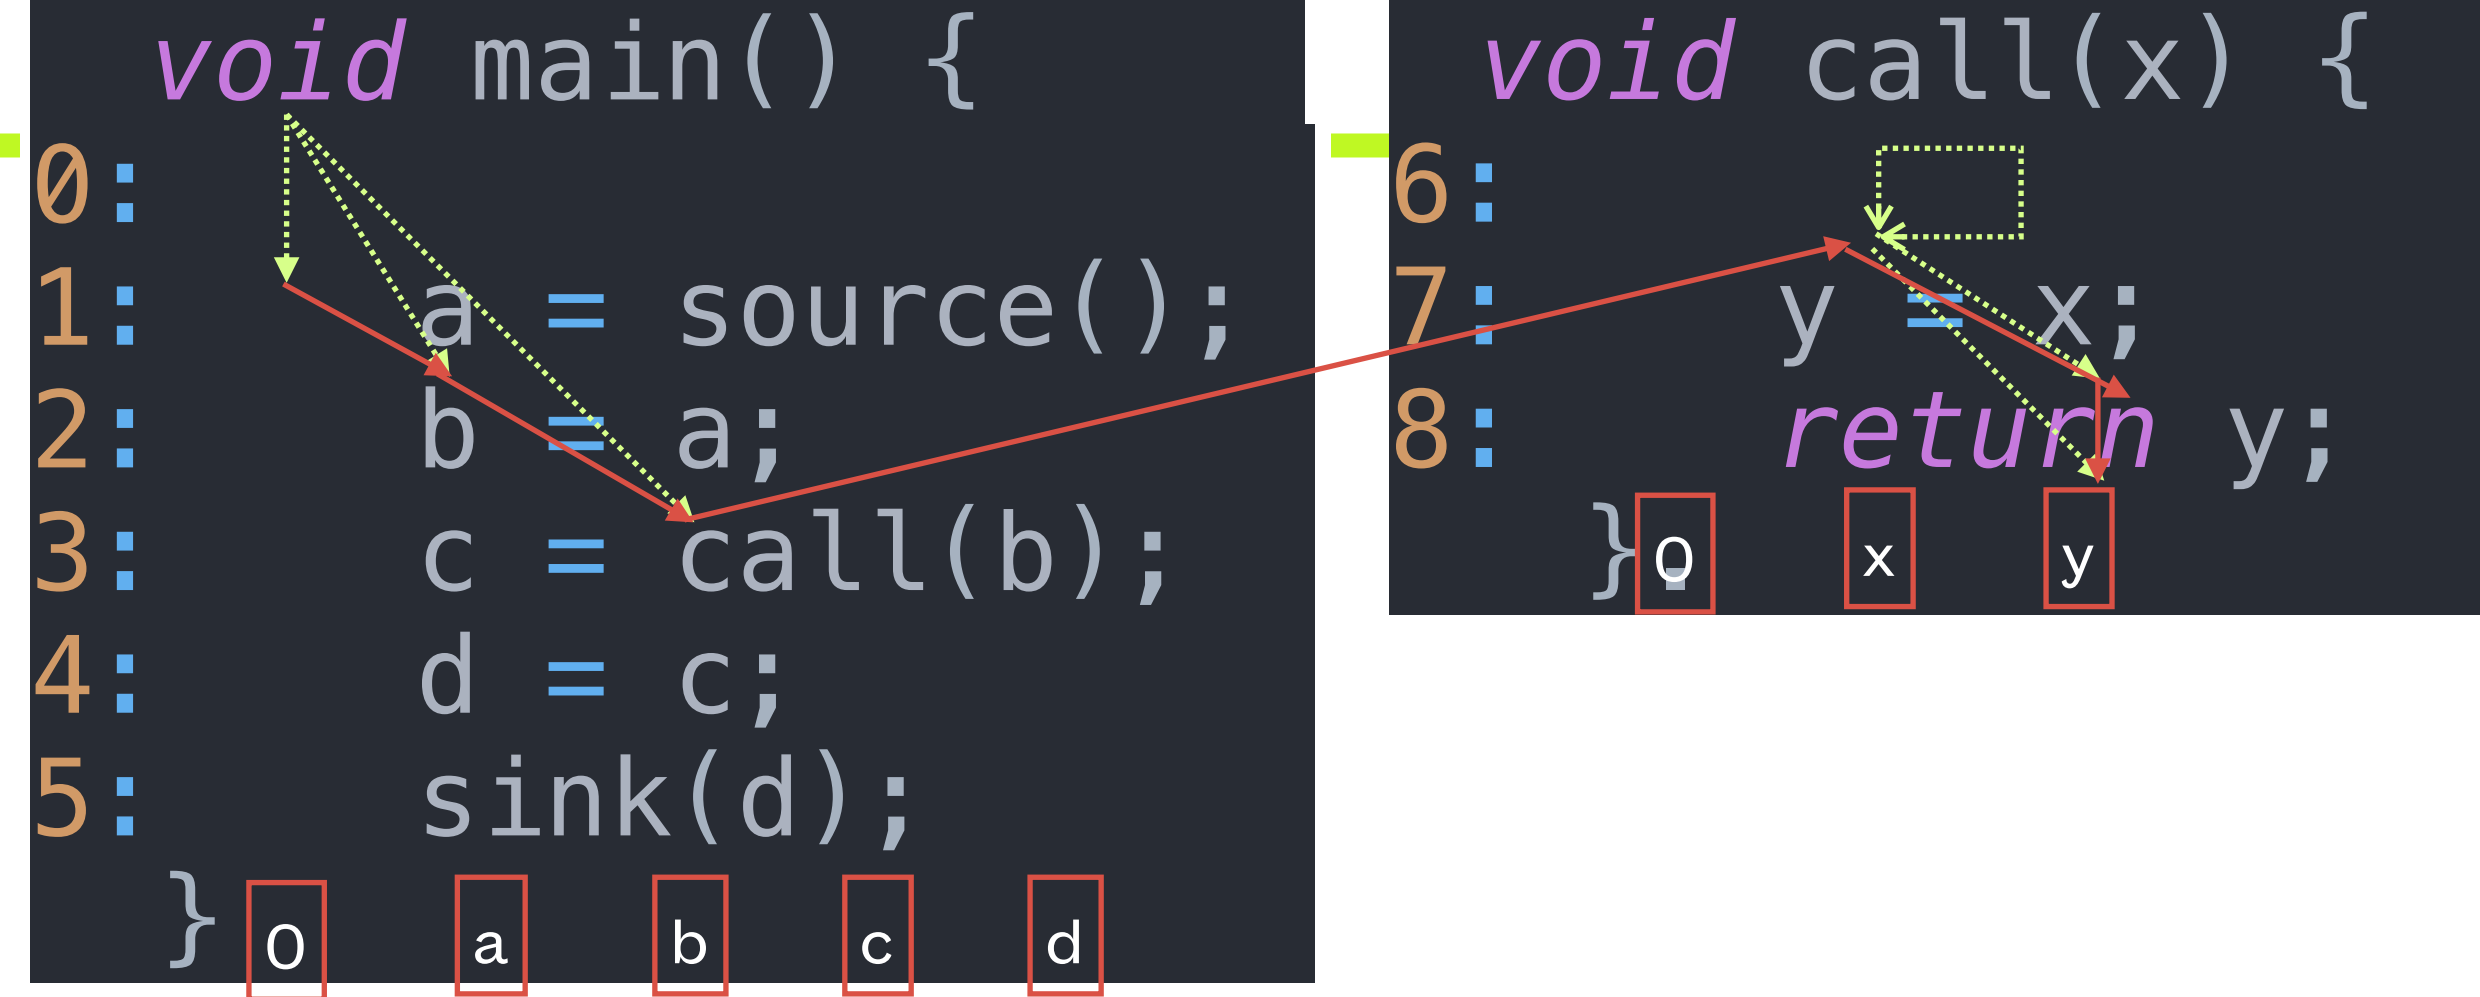 void main() {
0:
1: a = source();
2: b = a;
3: c = call(b);
4: d = c;
5: sink(d);
}
0 a b c d
void call(x) {
6:
7: y = x;
8: return y;
}
0 x y